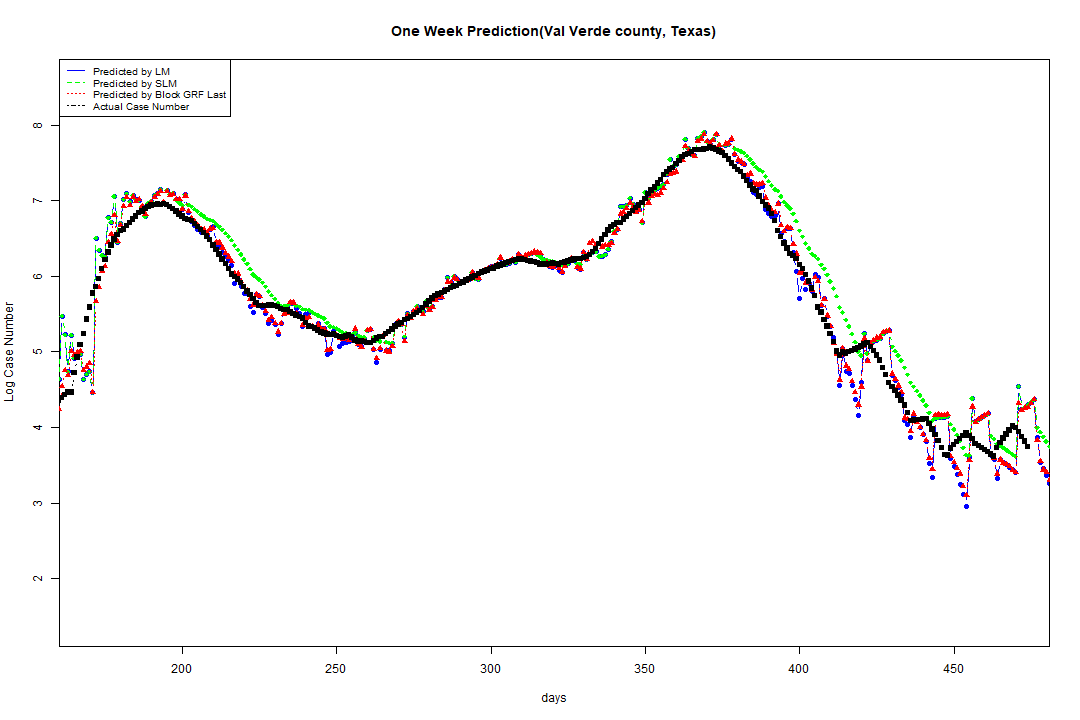 One Week Prediction(Val Verde county, Texas)
Predicted by LM
Predicted by SLM
Predicted by Block GRF Last
Actual Case Number
Log Case Number
8
7
6
5
4
3
2
200 250 300 350 400 450
days